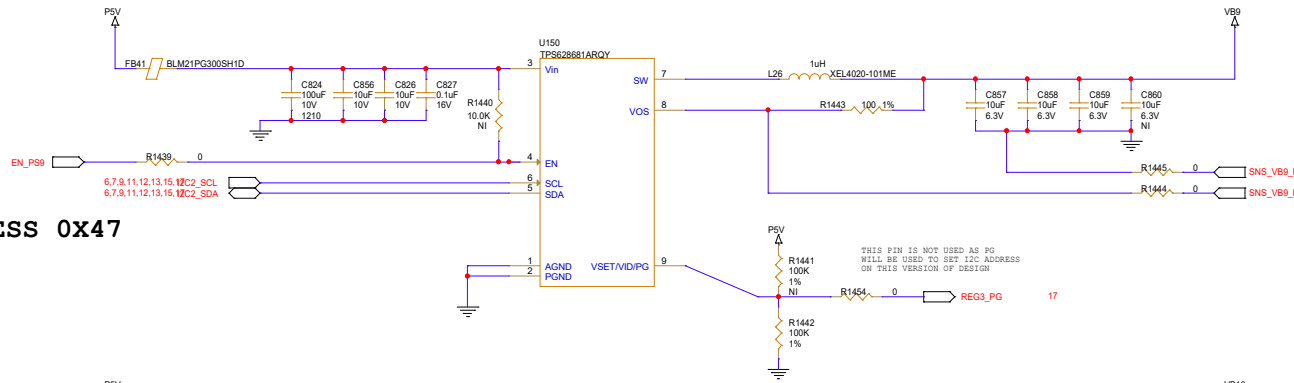 P5V
VB9
U150
TPS628681ARQY
FB41 BLM21PG300SH1D
3 Vin
SW 7
L26 1uH XEL4020-101ME
C824
100uF
10V
1210
C856
10uF
10V
C826
10uF
10V
C827
0.1uF
16V
R1440
10.0K
NI
VOS 8
R1443 100 1%
C857
10uF
6.3V
C858
10uF
6.3V
C859
10uF
6.3V
C860
10uF
6.3V
NI
EN_PS9 R1439 0
4 EN
6 SCL
5 SDA
6,7,9,11,12,13,15,17
I2C2_SCL
6,7,9,11,12,13,15,17
I2C2_SDA
R1445 0 SNS_VB9_
R1444 0 SNS_VB9_
ESS 0X47
1 AGND
2 PGND
VSET/VID/PG 9
P5V
R1441
100K
1%
NI
THIS PIN IS NOT USED AS PG
WILL BE USED TO SET I2C ADDRESS
ON THIS VERSION OF DESIGN
R1454 0 REG3_PG 17
R1442
100K
1%
P5V
VB10